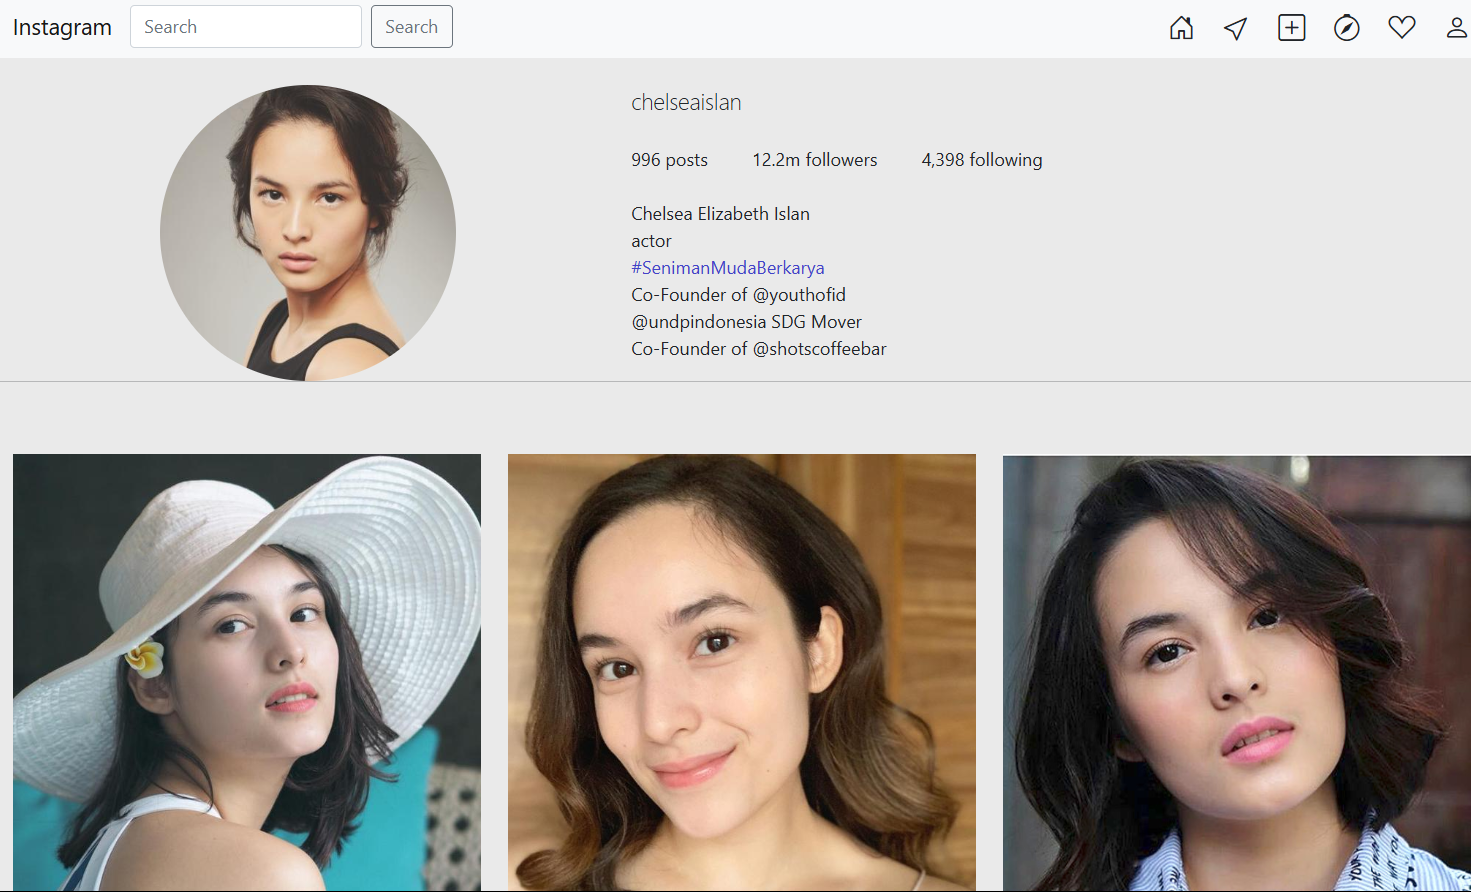 Instagram Search Search
chelseaislan
996 posts 12.2m followers 4,398 following
Chelsea Elizabeth Islan
actor
#SenimanMudaBerkarya
Co-Founder of @youthofid
@undpindonesia SDG Mover
Co-Founder of @shotscoffeebar